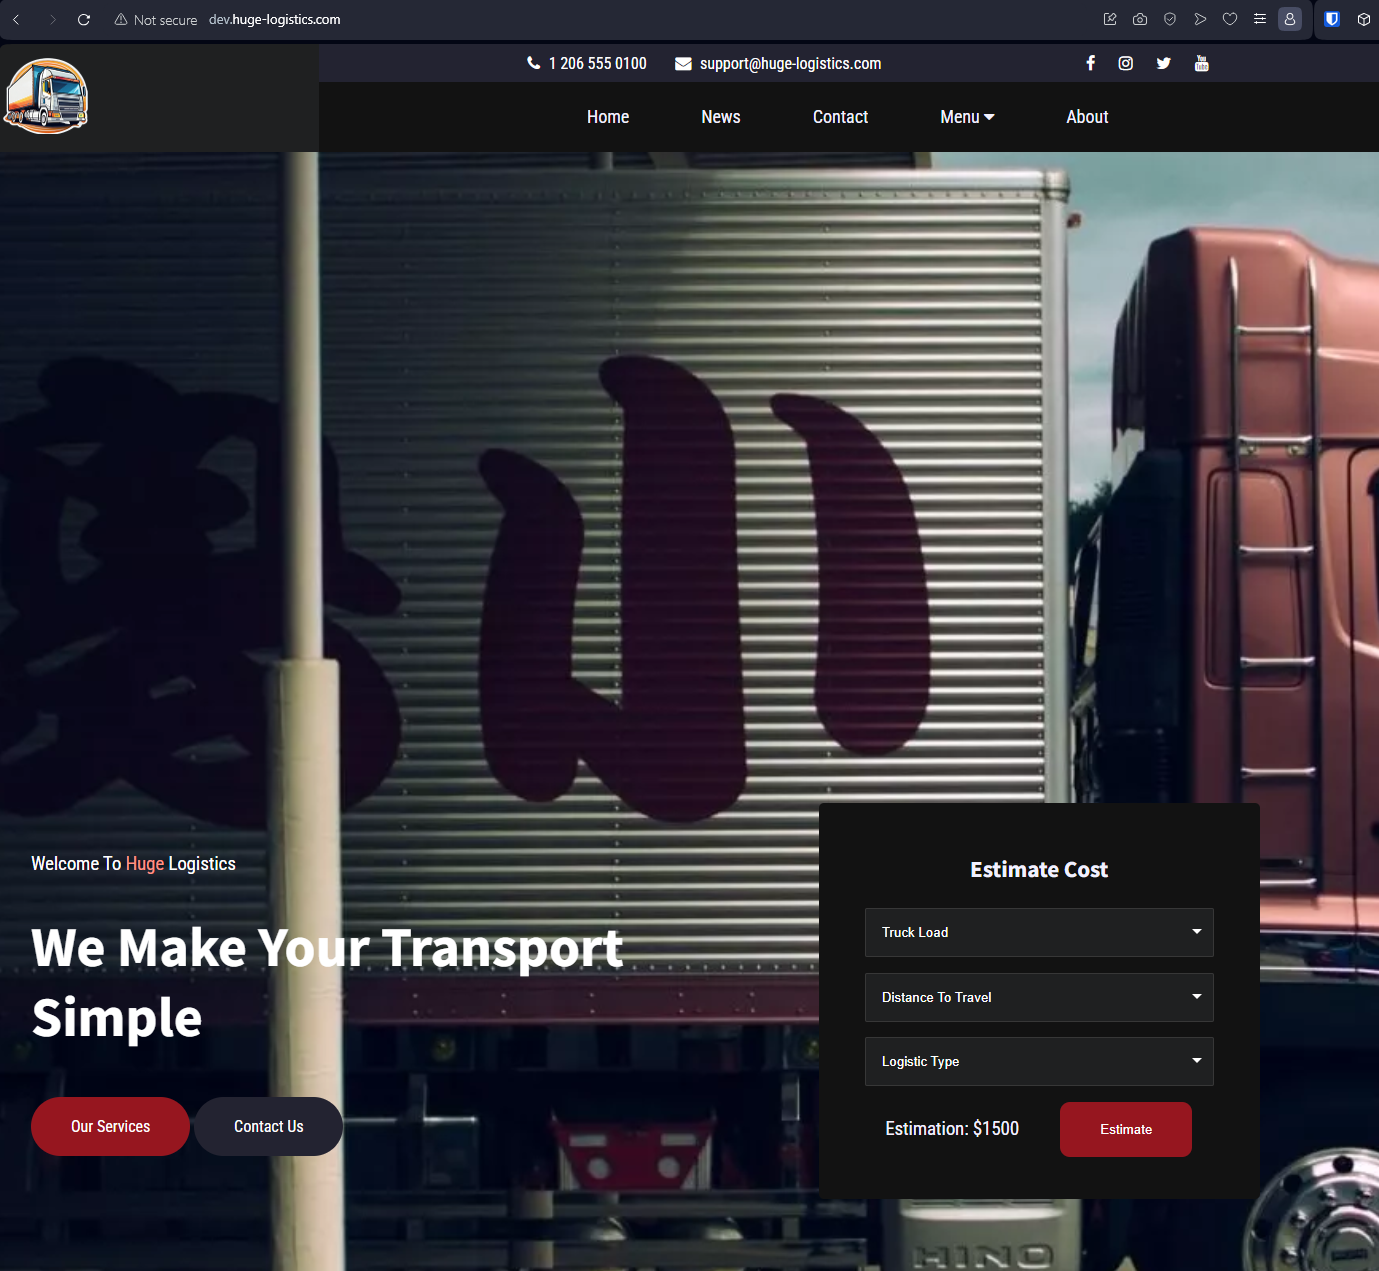 Not secure dev.huge-logistics.com
1 206 555 0100 support@huge-logistics.com
You Tube
Home News Contact Menu About
Welcome To Huge Logistics
We Make Your Transport
Simple
Our Services Contact Us
Estimate Cost
Truck Load
Distance To Travel
Logistic Type
Estimation: $1500 Estimate
HINO